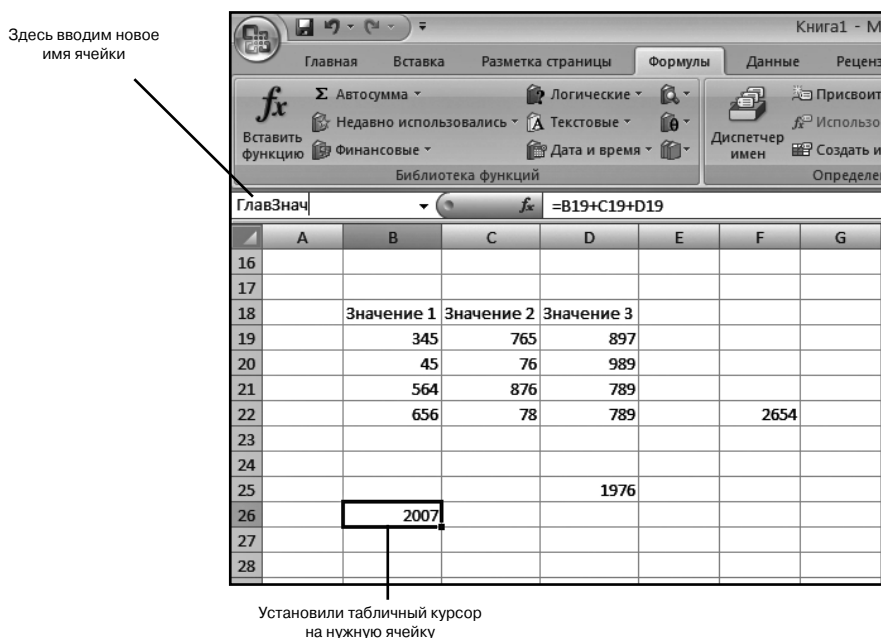 Здесь вводим новое
имя ячейки
Книга1 - M
Главная Вставка Разметка страницы Формулы Данные Реценз
fx Вставить функцию
Σ Автосумма
Недавно использовались
Финансовые
Логические
Текстовые
Дата и время
Диспетчер имен
Присвоит
Использо
Создать и
Библиотека функций
Определе
ГлавЗнач fx =B19+C19+D19
A B C D E F G
16
17
18 Значение 1 Значение 2 Значение 3
19 345 765 897
20 45 76 989
21 564 876 789
22 656 78 789 2654
23
24
25 1976
26 2007
27
28
Установили табличный курсор
на нужную ячейку